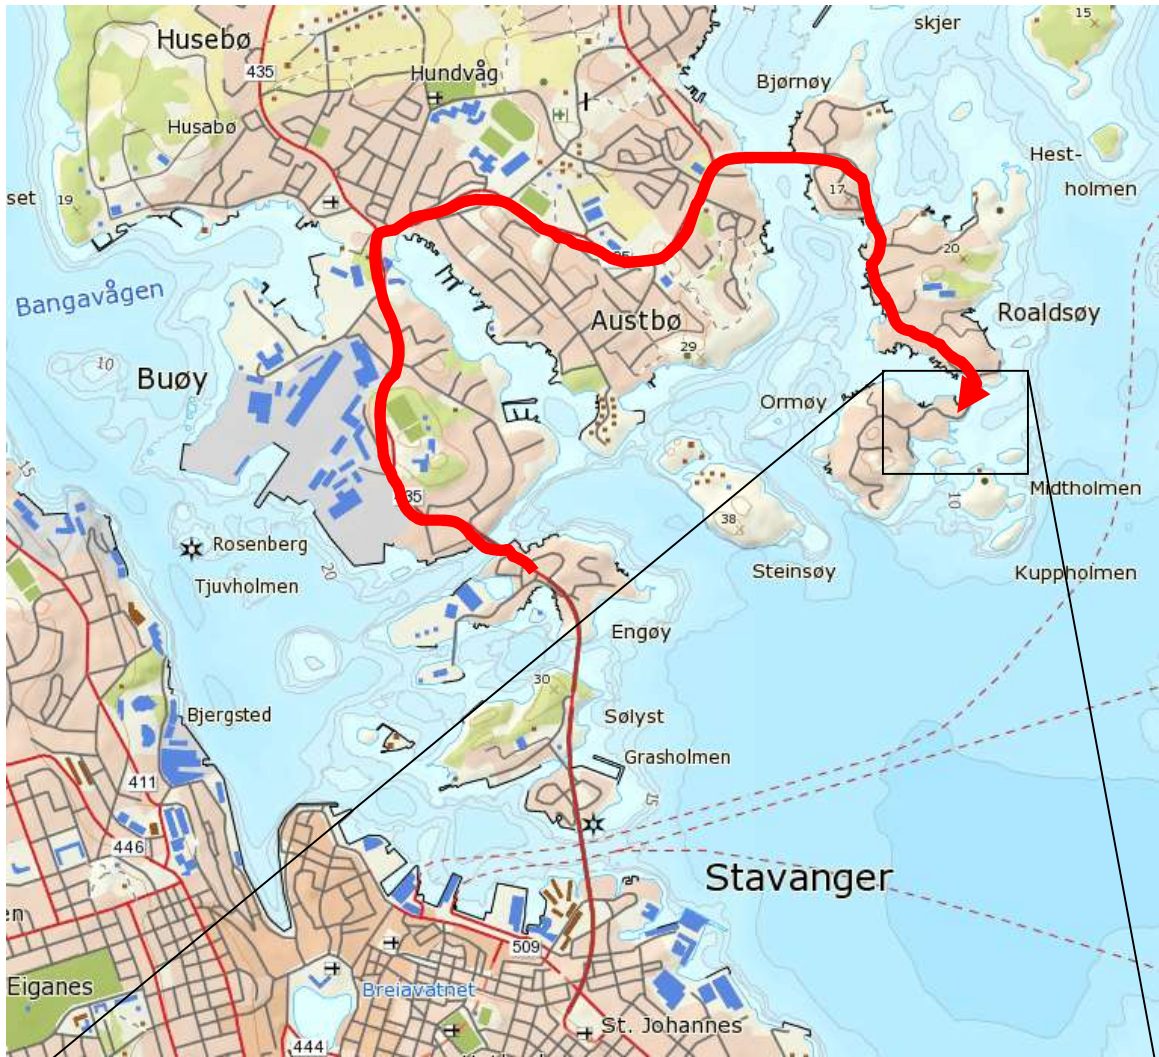 skjer
15
Husebø
435
Hundvåg
Bjørnøy
Husabø
Hest-
holmen
set
19
17
20
Bangavågen
Roaldsøy
Austbø
29
10
Buøy
Ormøy
15
435
10
Midtholmen
38
Rosenberg
20
Tjuvholmen
Steinsøy
Kuppholmen
Engøy
30
Bjergsted
Sølyst
Grasholmen
411
15
446
Stavanger
509
Eiganes
Breiavatnet
St. Johannes
444